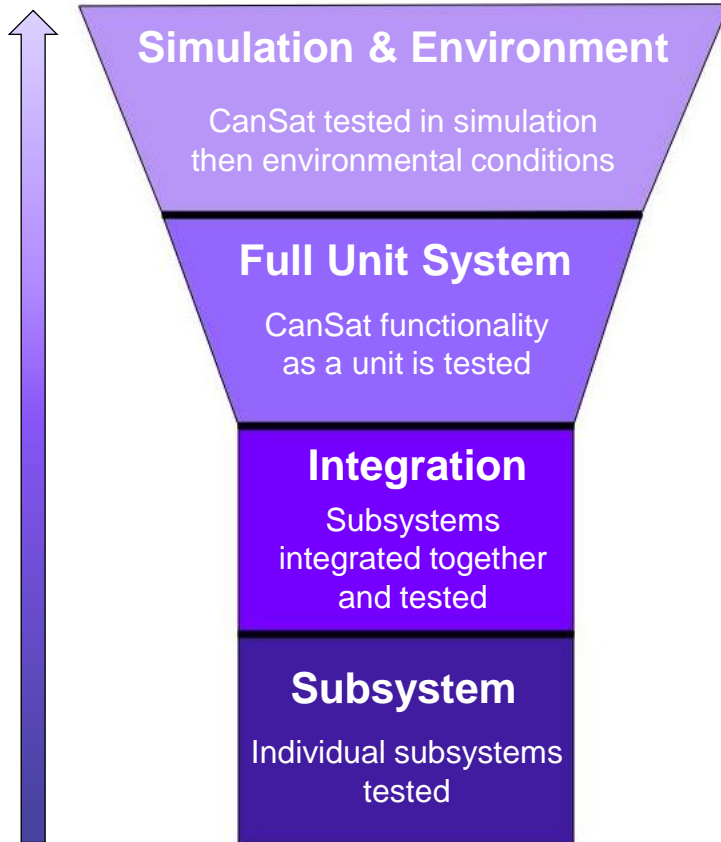 Simulation & Environment
CanSat tested in simulation
then environmental conditions
Full Unit System
CanSat functionality
as a unit is tested
Integration
Subsystems
integrated together
and tested
Subsystem
Individual subsystems
tested